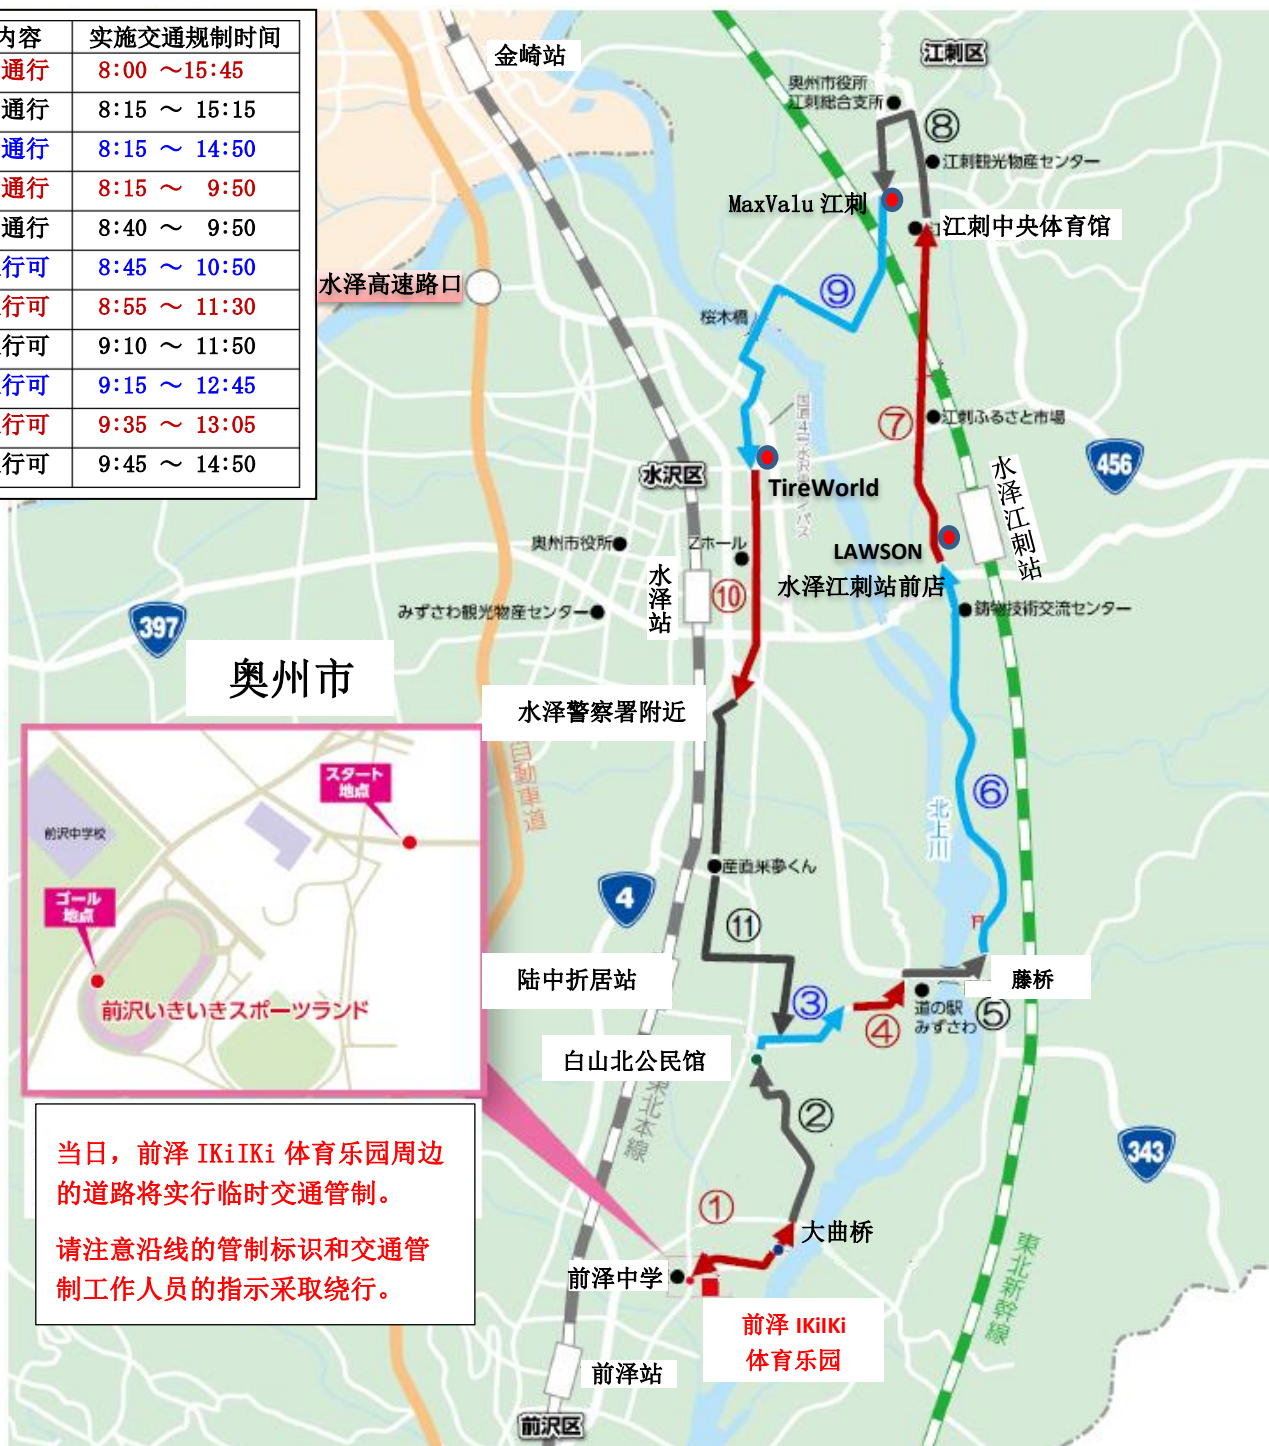 内容 实施交通规制时间
通行 8:00 ～15:45
通行 8:15 ～ 15:15
通行 8:15 ～ 14:50
通行 8:15 ～ 9:50
通行 8:40 ～ 9:50
行可 8:45 ～ 10:50
行可 8:55 ～ 11:30
行可 9:10 ～ 11:50
行可 9:15 ～ 12:45
行可 9:35 ～ 13:05
行可 9:45 ～ 14:50
金崎站
江刺区
奥州市役所
江刺総合支所
⑧
江刺観光物産センター
MaxValu 江刺
江刺中央体育馆
水泽高速路口
⑨
桜木橋
国道4号水沢
⑦
江刺ふるさと市場
水沢区
456
TireWorld
水泽江刺站
奥州市役所
Zホール
LAWSON
水泽江刺站前店
水泽站
⑩
みずさわ観光物産センター
鋳物技術交流センター
397
奥州市
水泽警察署附近
自動車道
スタート
地点
前沢中学校
⑥
北上川
産直来夢くん
ゴール
地点
4
⑪
前沢いきいきスポーツランド
陆中折居站
藤桥
③
④
道の駅
みずさわ
⑤
白山北公民馆
東北本線
②
当日，前泽 IKiIKi 体育乐园周边
的道路将实行临时交通管制。
请注意沿线的管制标识和交通管
制工作人员的指示采取绕行。
343
①
大曲桥
東北新幹線
前泽中学
前泽 IKiIKi
体育乐园
前泽站
前沢区